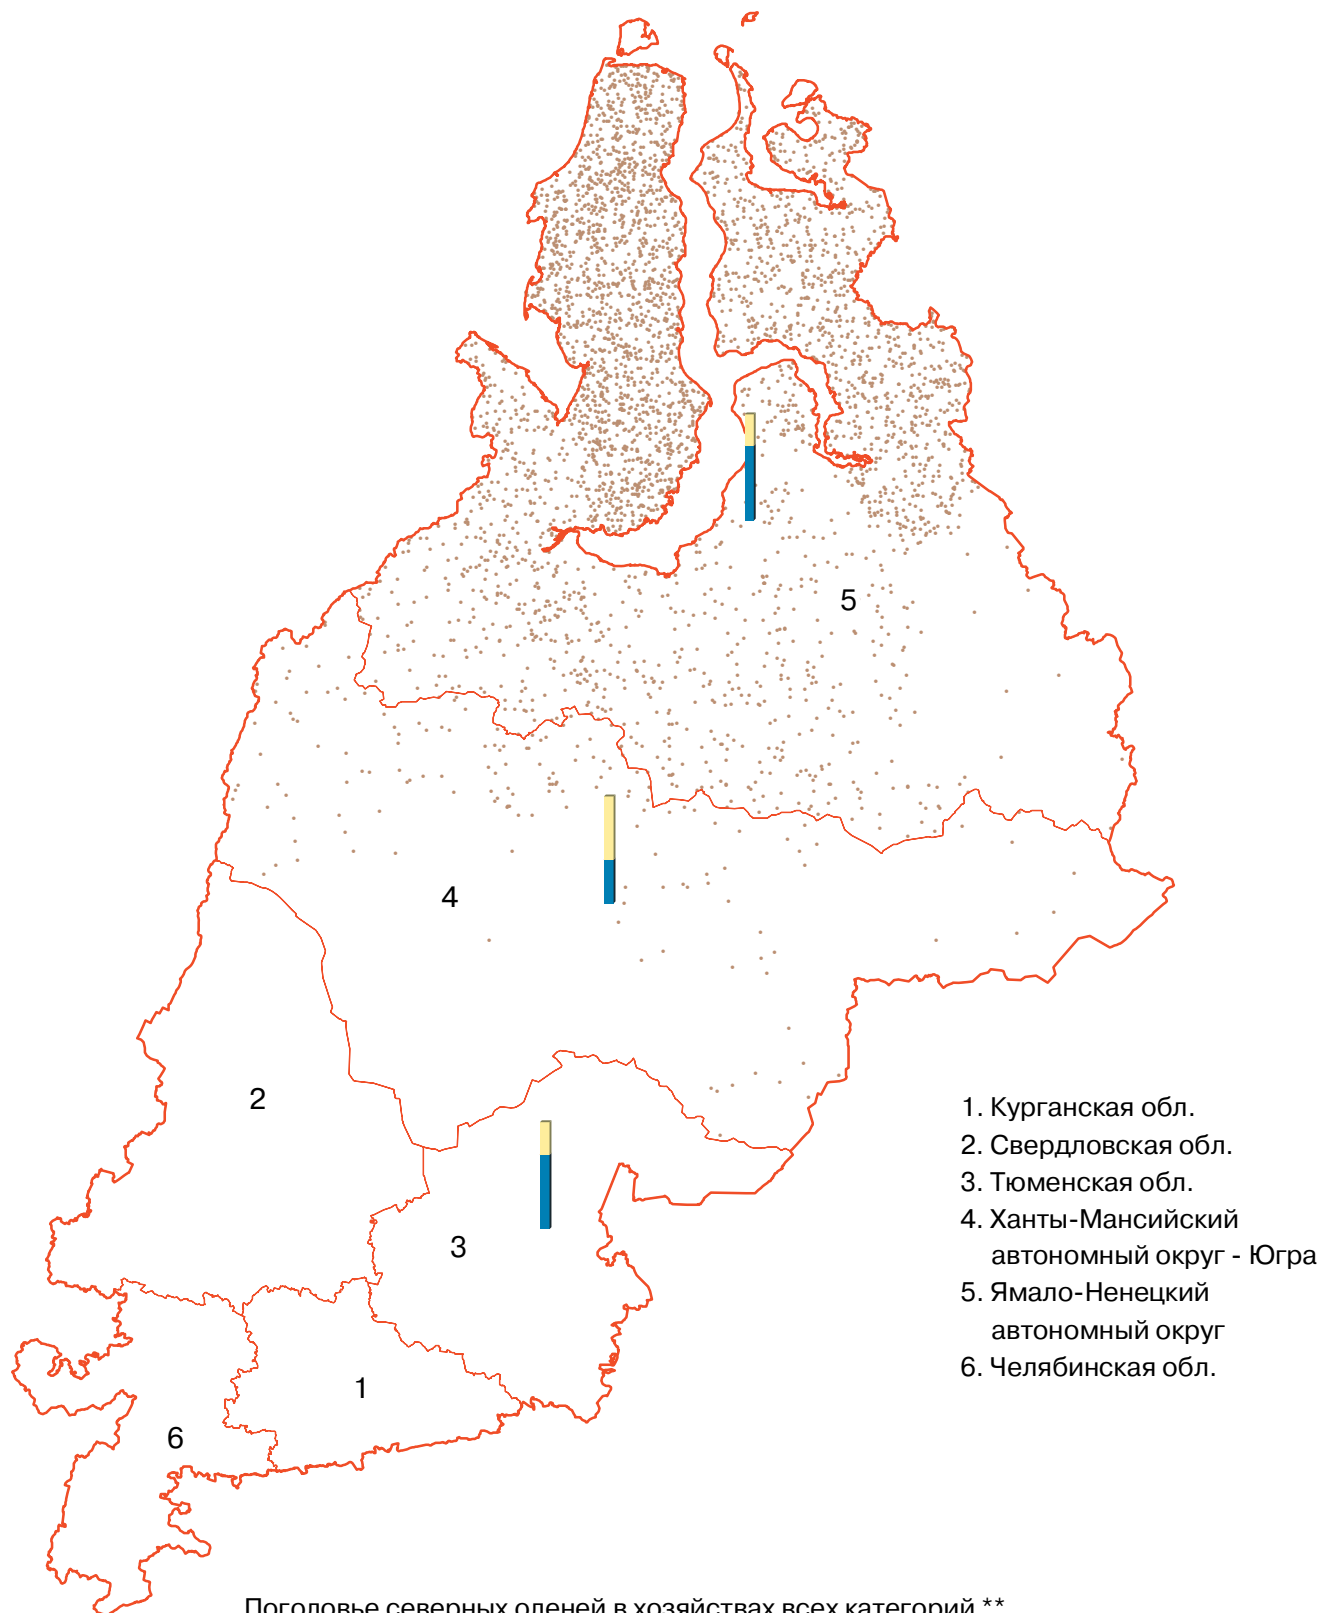 5
4
2
3
1
6
1. Курганская обл.
2. Свердловская обл.
3. Тюменская обл.
4. Ханты-Мансийский
автономный округ - Югра
5. Ямало-Ненецкий
автономный округ
6. Челябинская обл.
Поголовье северных оленей в хозяйствах всех категорий **